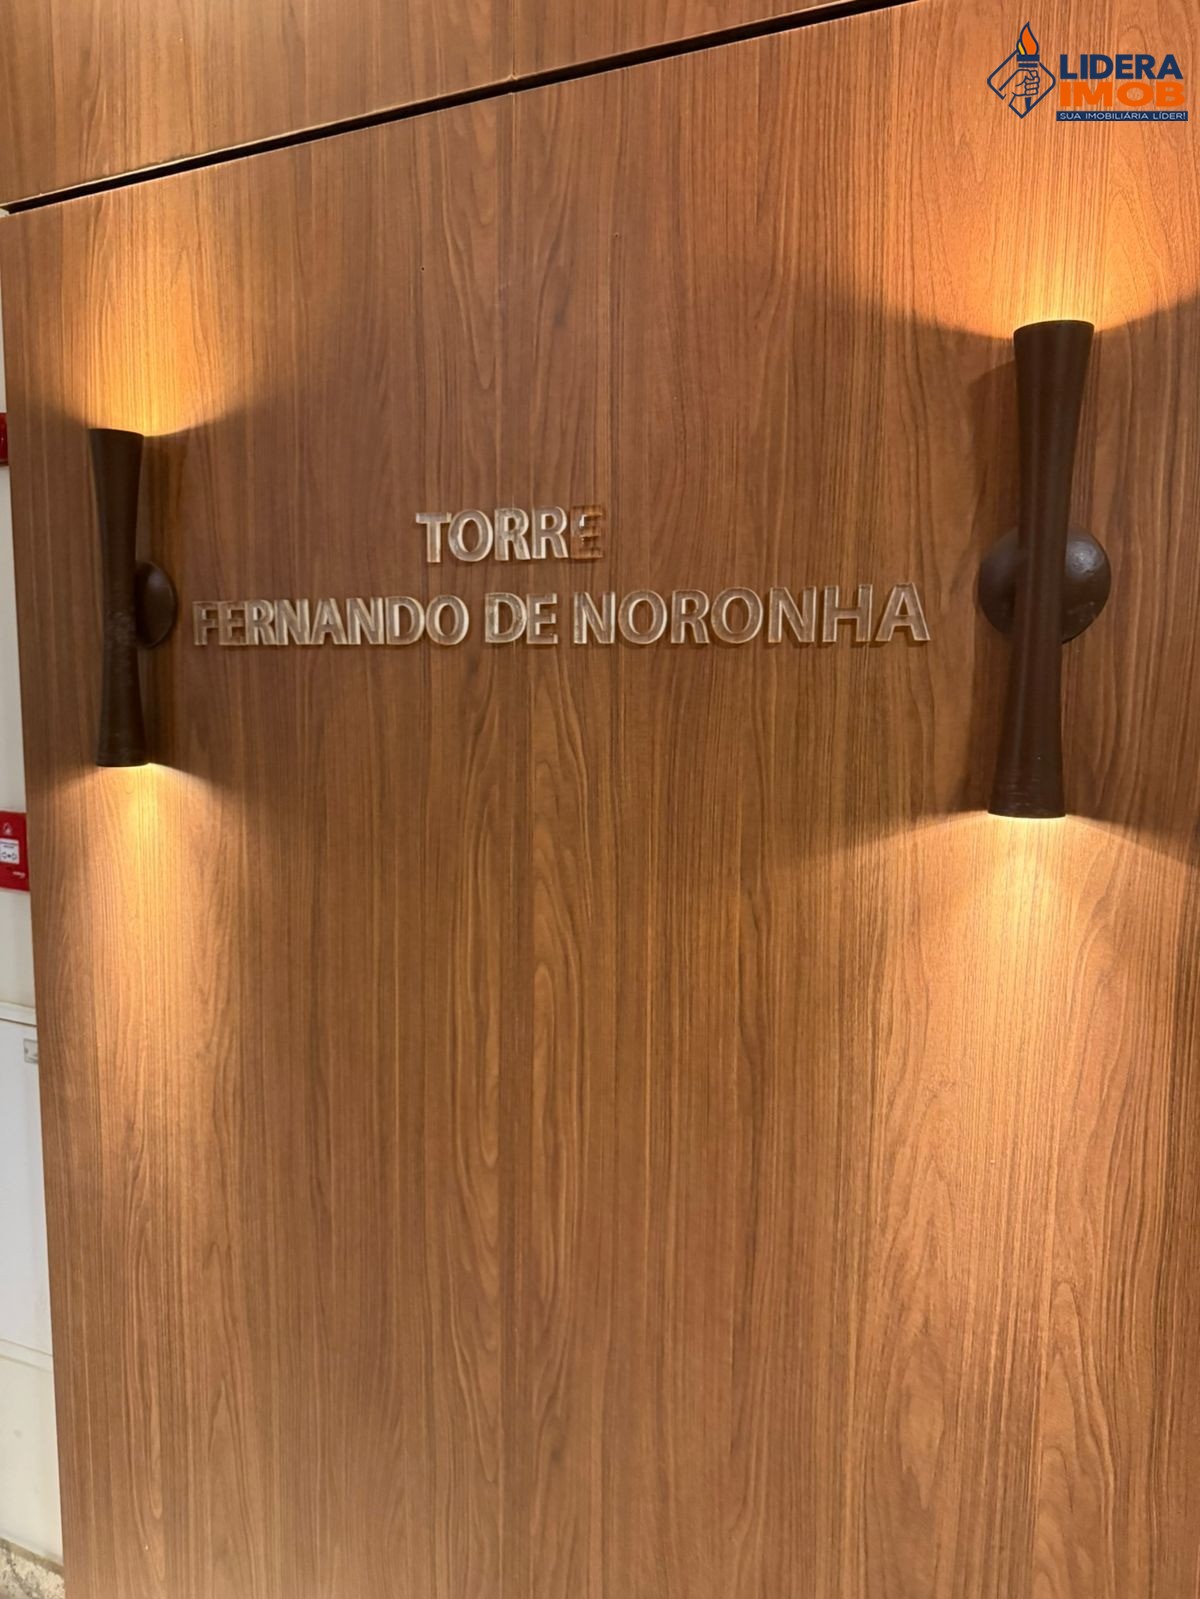 LIDERA
IMOB
SUA IMOBILIÁRIA LÍDER!
TORRE
FERNANDO DE NORONHA